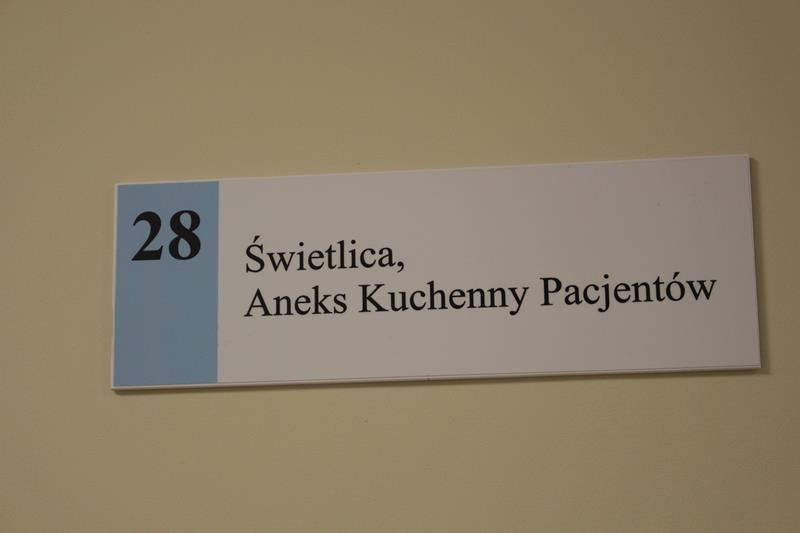 28
Świetlica,
Aneks Kuchenny Pacjentów